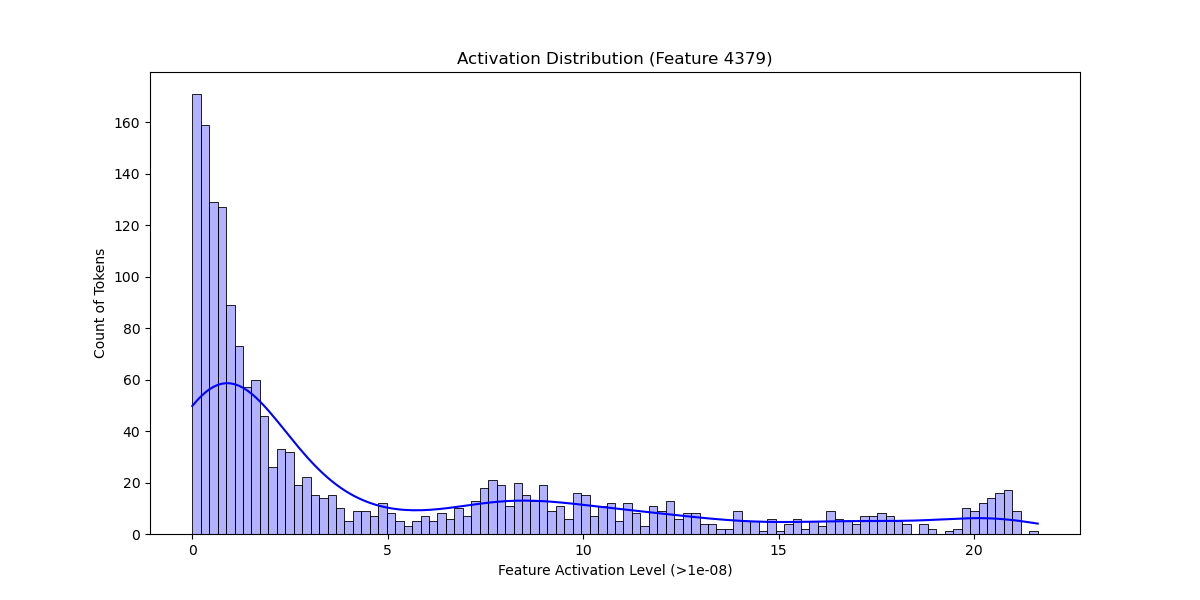 Activation Distribution (Feature 4379)
160
140
120
100
80
60
40
20
0
Count of Tokens
0 5 10 15 20
Feature Activation Level (>1e-08)